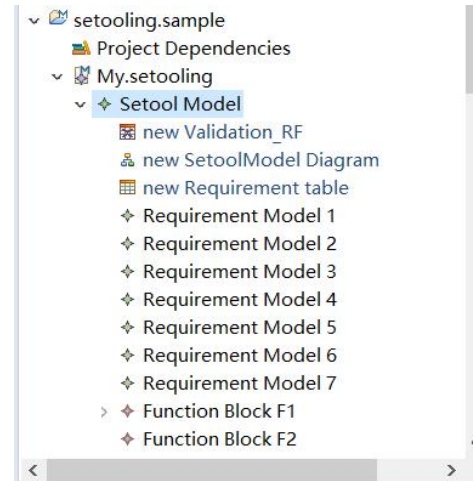 setooling.sample
Project Dependencies
My.setooling
Setool Model
new Validation_RF
new SetoolModel Diagram
new Requirement table
Requirement Model 1
Requirement Model 2
Requirement Model 3
Requirement Model 4
Requirement Model 5
Requirement Model 6
Requirement Model 7
Function Block F1
Function Block F2